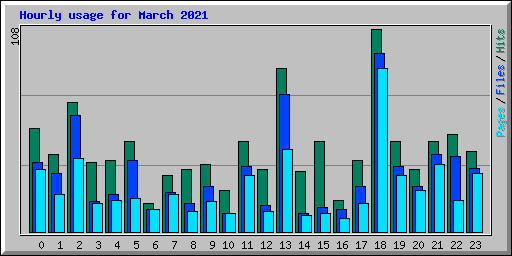 Hourly usage for March 2021
108
Pages / Files / Hits
0 1 2 3 4 5 6 7 8 9 10 11 12 13 14 15 16 17 18 19 20 21 22 23